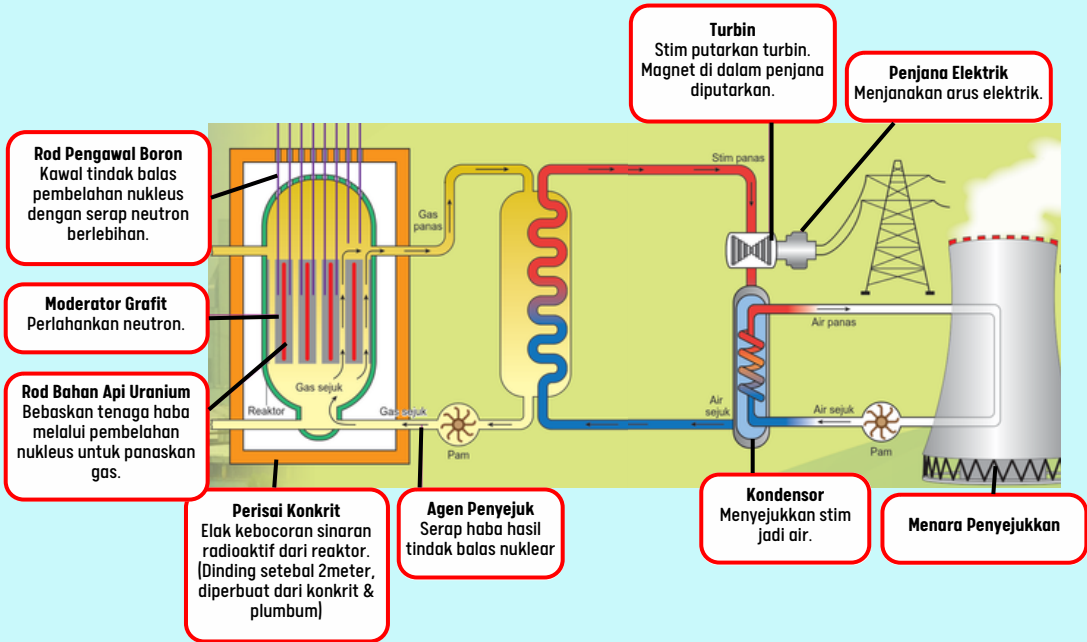 Turbin
Stim putarkan turbin.
Magnet di dalam penjana
diputarkan.
Penjana Elektrik
Menjanakan arus elektrik.
Rod Pengawal Boron
Kawal tindak balas
pembelahan nukleus
dengan serap neutron
berlebihan.
Stim panas
Gas
panas
Moderator Grafit
Perlahankan neutron.
Air panas
Rod Bahan Api Uranium
Bebaskan tenaga haba
melalui pembelahan
nukleus untuk panaskan
gas.
Gas sejuk
Reaktor
Gas sejuk
Pam
Air
sejuk
Air sejuk
Pam
Perisai Konkrit
Elak kebocoran sinaran
radioaktif dari reaktor.
(Dinding setebal 2meter,
diperbuat dari konkrit &
plumbum)
Agen Penyejuk
Serap haba hasil
tindak balas nuklear
Kondensor
Menyejukkan stim
jadi air.
Menara Penyejukkan